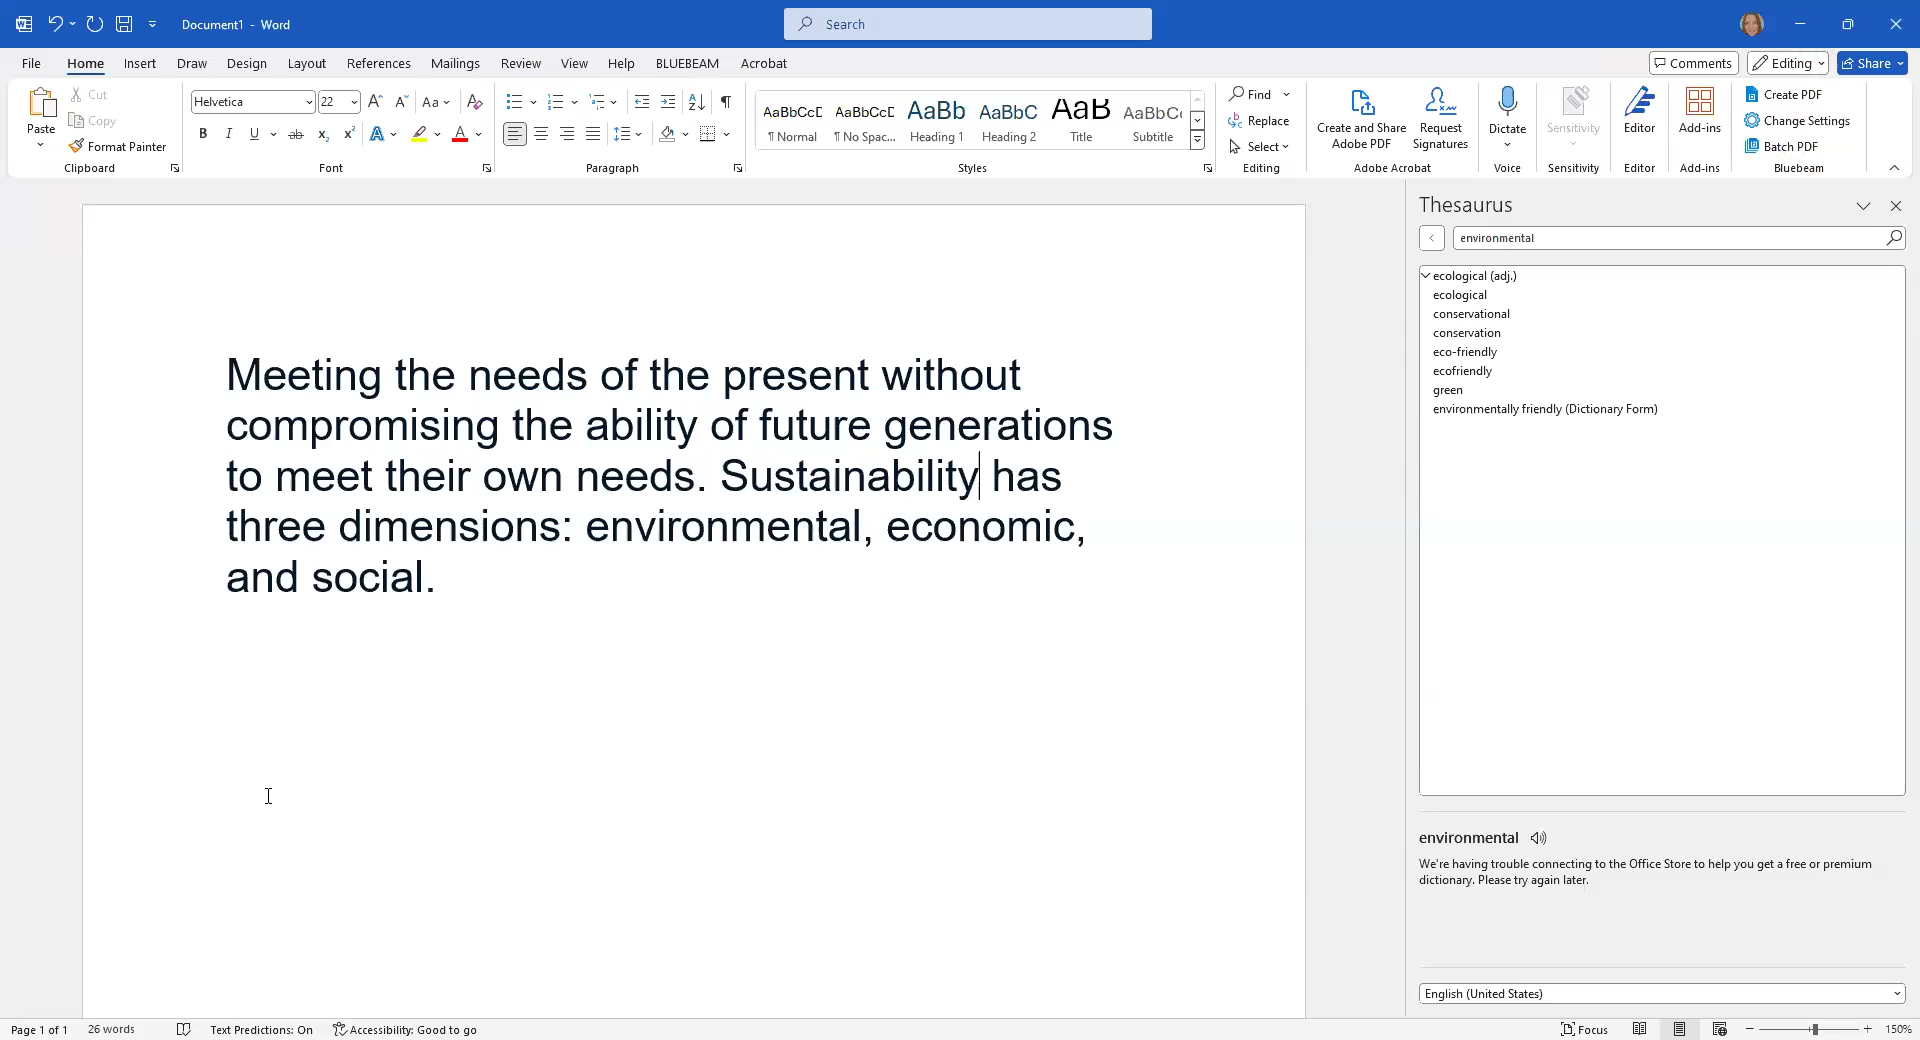 Document1 - Word
Search
File Home Insert Draw Design Layout References Mailings Review View Help BLUEBEAM Acrobat
Comments Editing Share
Paste
Cut
Copy
Format Painter
Clipboard
Helvetica 22
Aa
B I U ab x₂ x² A A
Font
Paragraph
AaBbCcD AaBbCcD AaBb AaBbC AaB AaBbCc
¶ Normal ¶ No Spac... Heading 1 Heading 2 Title Subtitle
Styles
Find
Replace
Select
Editing
Create and Share
Adobe PDF
Request
Signatures
Adobe Acrobat
Dictate
Voice
Sensitivity
Sensitivity
Editor
Editor
Add-ins
Add-ins
Create PDF
Change Settings
Batch PDF
Bluebeam
Meeting the needs of the present without
compromising the ability of future generations
to meet their own needs. Sustainability has
three dimensions: environmental, economic,
and social.
Thesaurus
environmental
ecological (adj.)
ecological
conservational
conservation
eco-friendly
ecofriendly
green
environmentally friendly (Dictionary Form)
environmental
We're having trouble connecting to the Office Store to help you get a free or premium
dictionary. Please try again later.
English (United States)
Page 1 of 1 26 words Text Predictions: On Accessibility: Good to go
Focus 150%